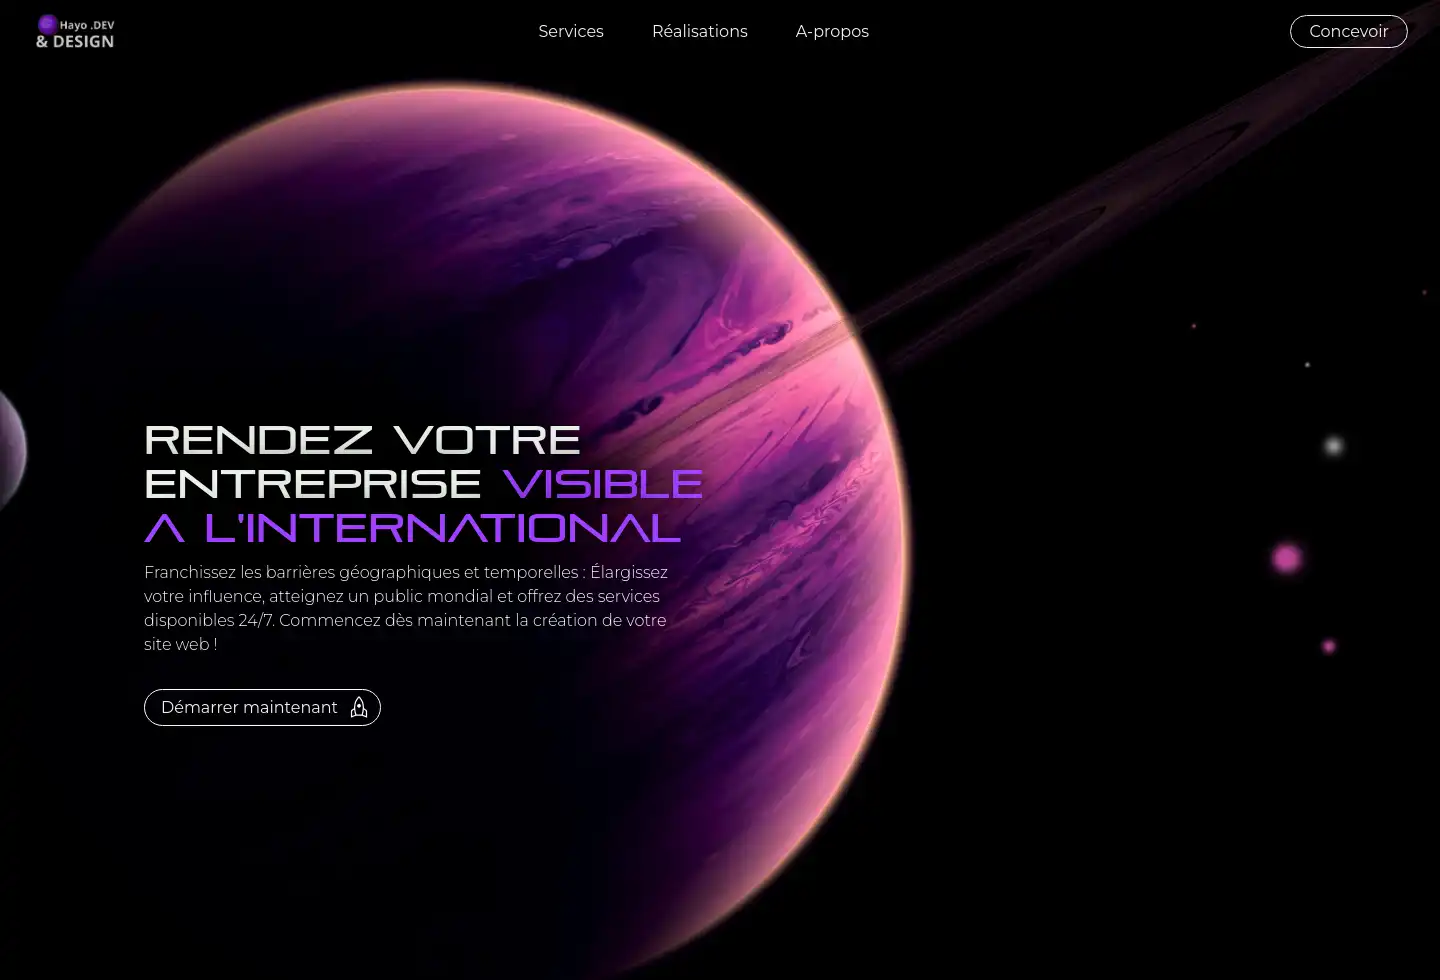 Hayo .DEV
& DESIGN
Services
Réalisations
A-propos
Concevoir
RENDEZ VOTRE
ENTREPRISE VISIBLE
A L'INTERNATIONAL
Franchissez les barrières géographiques et temporelles : Élargissez
votre influence, atteignez un public mondial et offrez des services
disponibles 24/7. Commencez dès maintenant la création de votre
site web !
Démarrer maintenant